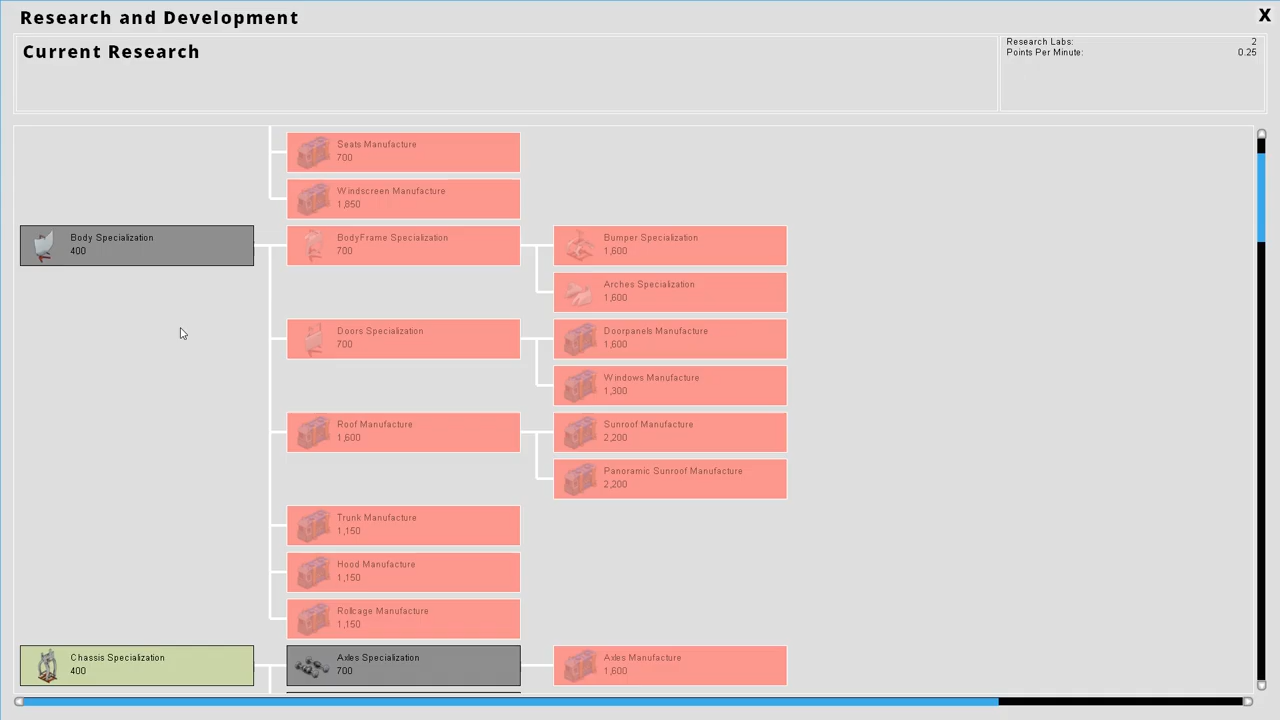 Research and Development
X
Current Research
Research Labs: 2
Points Per Minute: 0.25
Seats Manufacture
700
Windscreen Manufacture
1,850
Body Specialization
400
BodyFrame Specialization
700
Bumper Specialization
1,600
Arches Specialization
1,600
Doors Specialization
700
Doorpanels Manufacture
1,600
Windows Manufacture
1,300
Roof Manufacture
1,600
Sunroof Manufacture
2,200
Panoramic Sunroof Manufacture
2,200
Trunk Manufacture
1,150
Hood Manufacture
1,150
Rollcage Manufacture
1,150
Chassis Specialization
400
Axles Specialization
700
Axles Manufacture
1,600